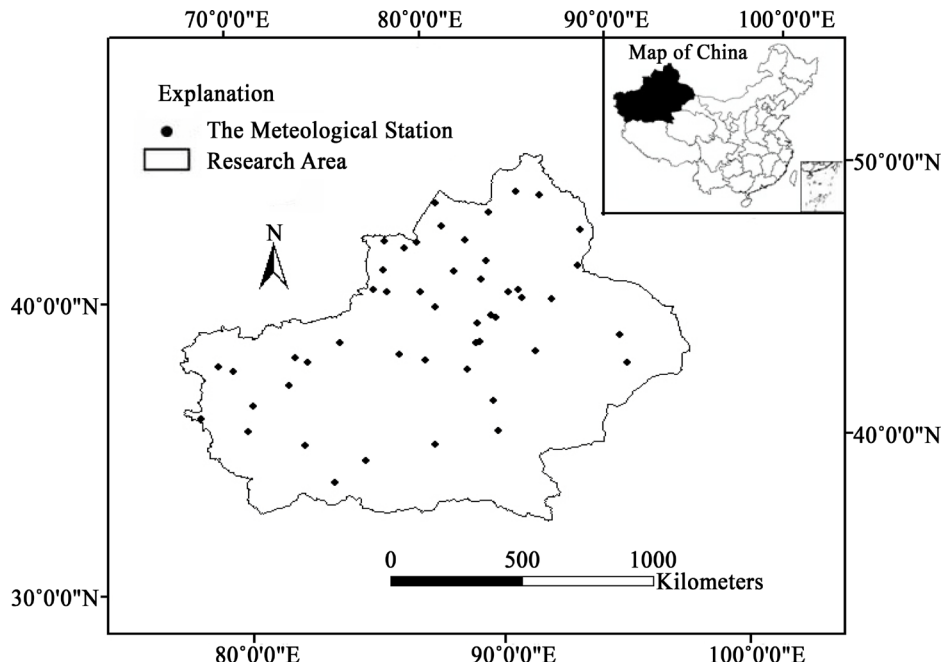 70°0'0"E 80°0'0"E 90°0'0"E 100°0'0"E
Map of China
Explanation
The Meteological Station
Research Area
50°0'0"N
N
40°0'0"N
40°0'0"N
0 500 1000
Kilometers
30°0'0"N
80°0'0"E 90°0'0"E 100°0'0"E